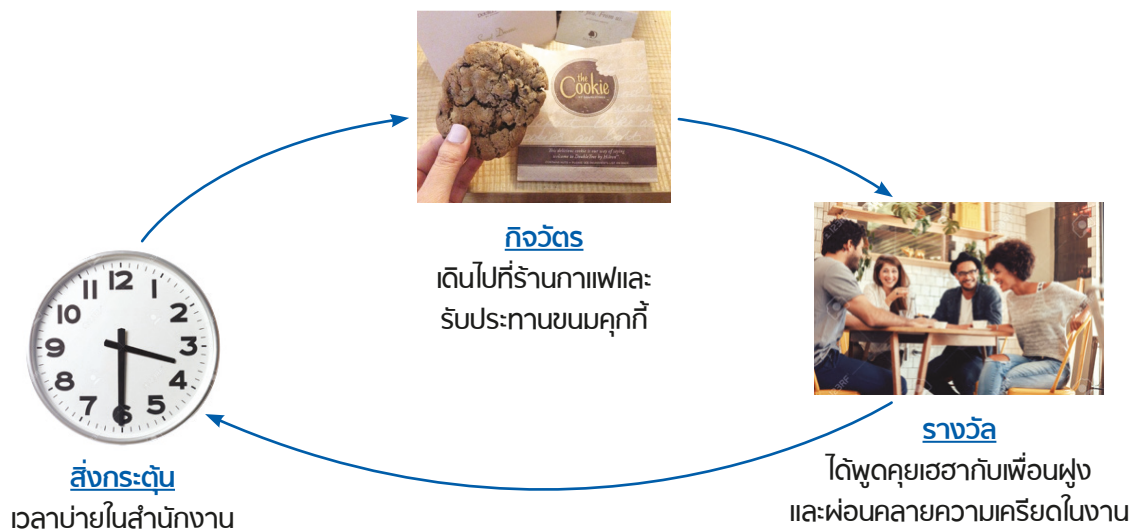 the
Cookie
กิจวัตร
เดินไปที่ร้านกาแฟและ
รับประทานขนมคุกกี้
12
1
2
3
4
5
6
7
8
9
10
11
สิ่งกระตุ้น
เวลาบ่ายในสำนักงาน
รางวัล
ได้พูดคุยเฮฮากับเพื่อนฝูง
และผ่อนคลายความเครียดในงาน